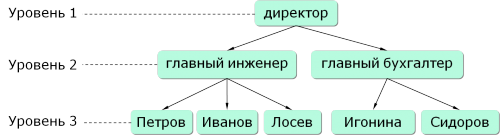 Уровень 1 директор
Уровень 2 главный инженер главный бухгалтер
Уровень 3 Петров Иванов Лосев Игонина Сидоров